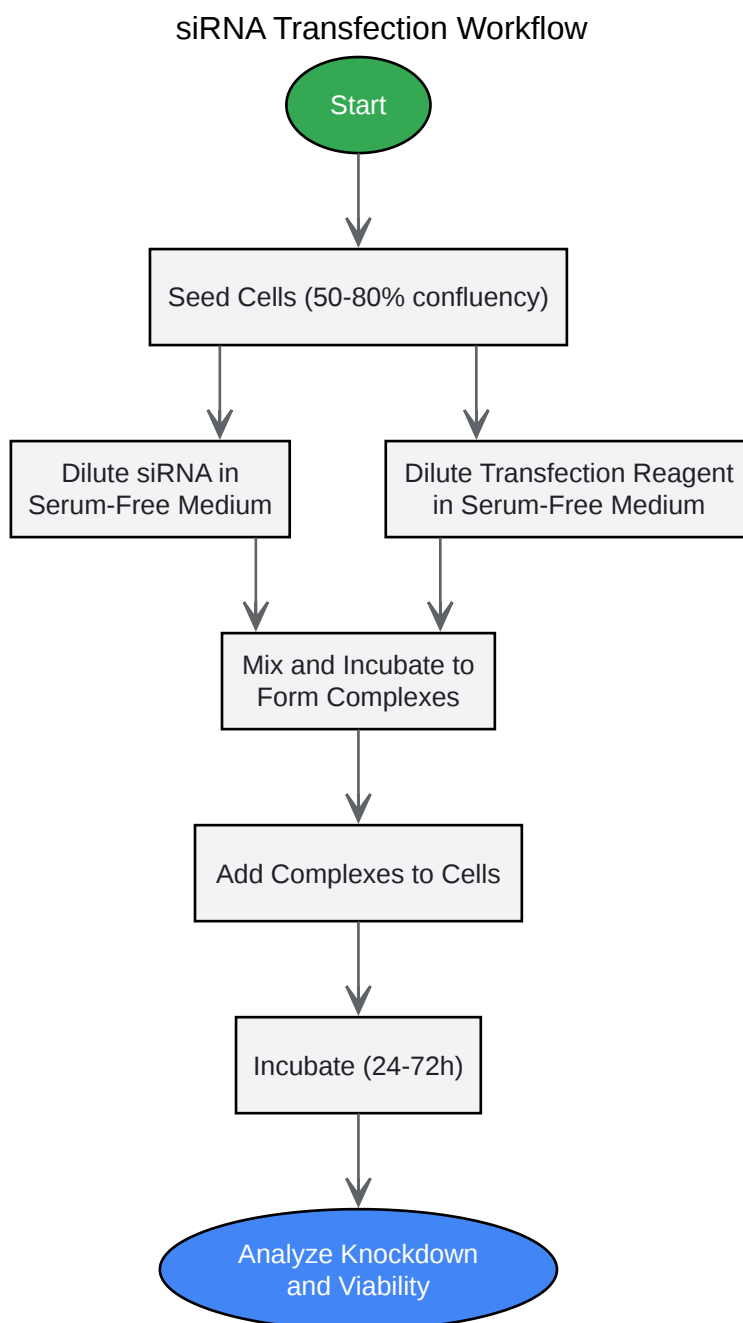 siRNA Transfection Workflow
Start
Seed Cells (50-80% confluency)
Dilute siRNA in
Serum-Free Medium
Dilute Transfection Reagent
in Serum-Free Medium
Mix and Incubate to
Form Complexes
Add Complexes to Cells
Incubate (24-72h)
Analyze Knockdown
and Viability